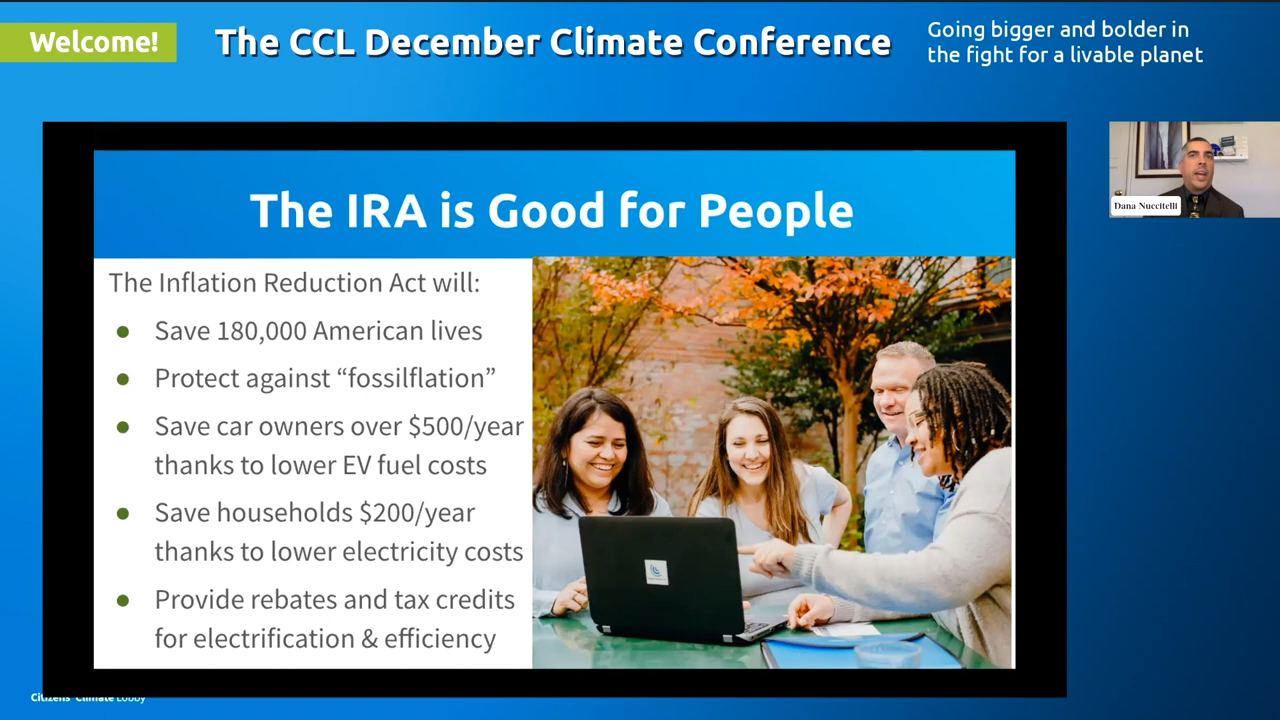 Welcome!
The CCL December Climate Conference
Going bigger and bolder in
the fight for a livable planet
Dana Nuccitelli
The IRA is Good for People
The Inflation Reduction Act will:
● Save 180,000 American lives
● Protect against “fossilflation”
● Save car owners over $500/year
thanks to lower EV fuel costs
● Save households $200/year
thanks to lower electricity costs
● Provide rebates and tax credits
for electrification & efficiency
Citizens' Climate Lobby